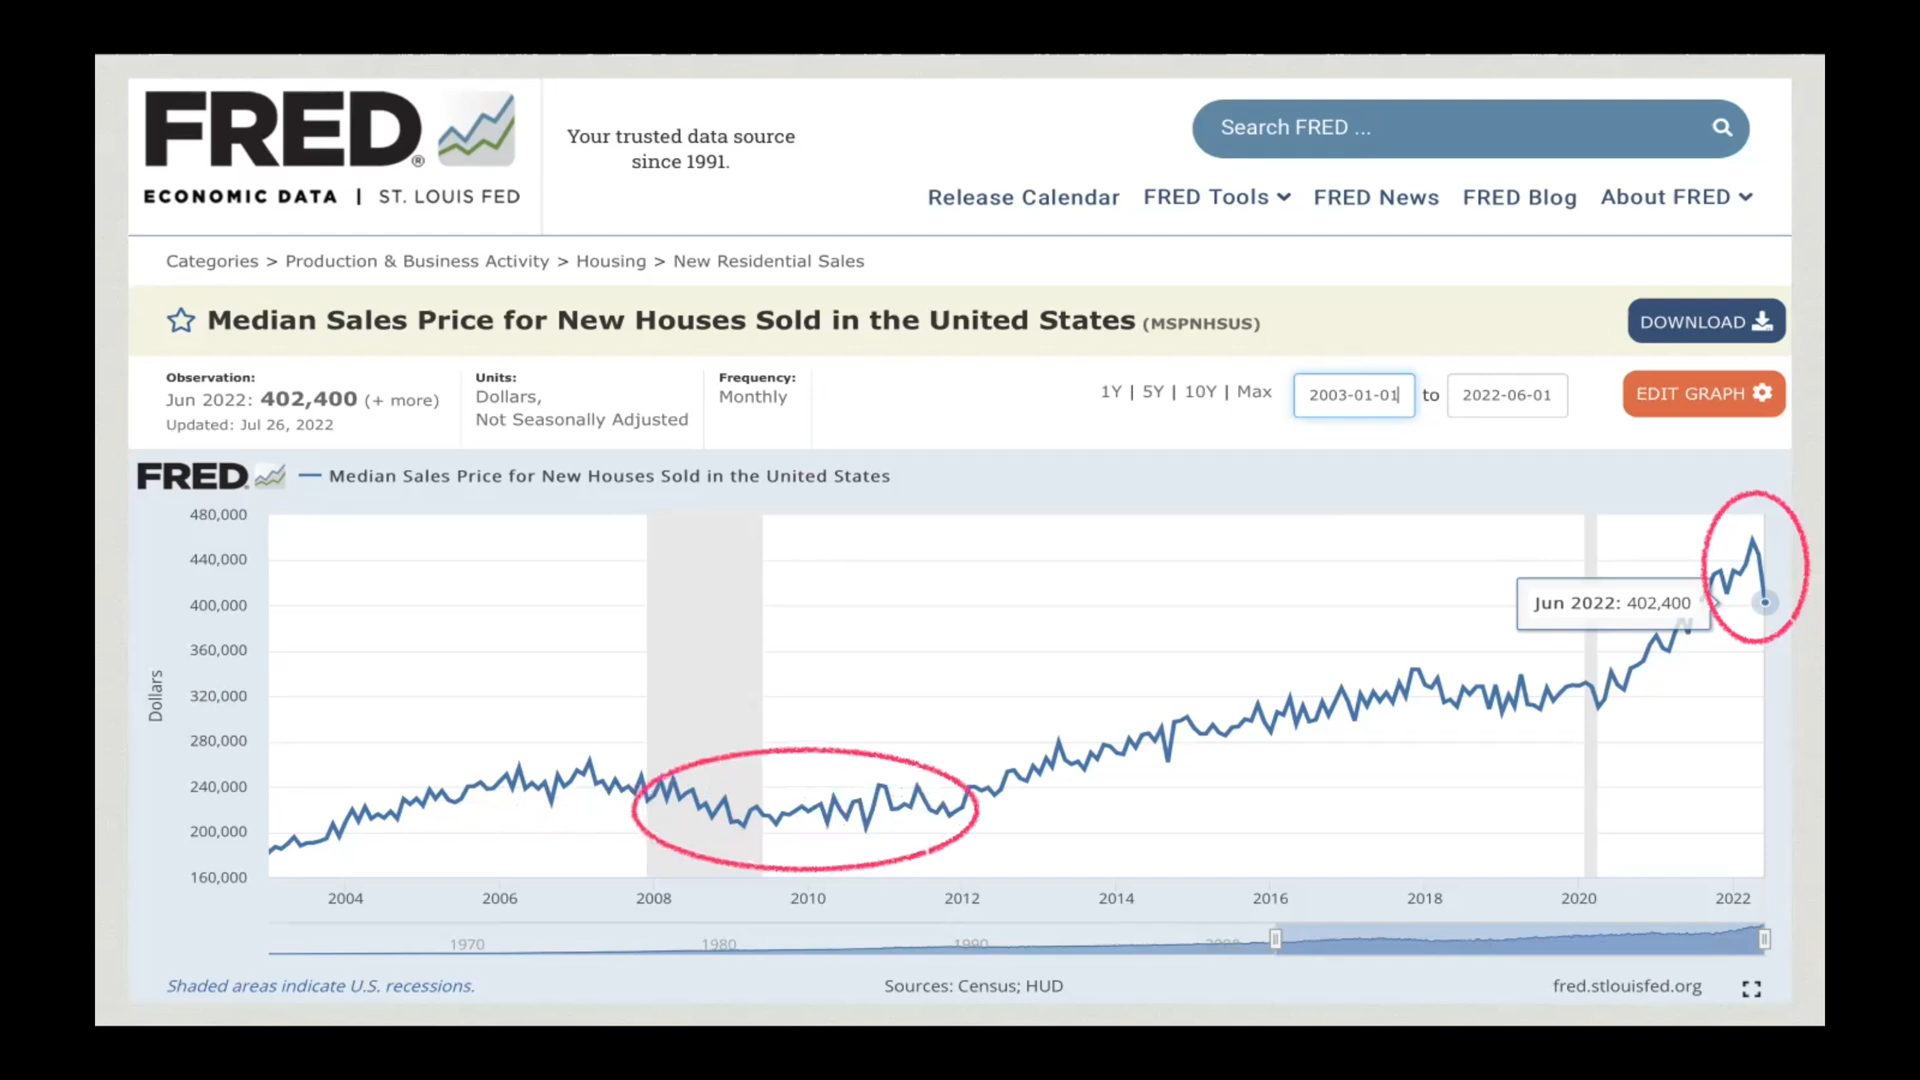 FRED®
ECONOMIC DATA | ST. LOUIS FED
Your trusted data source
since 1991.
Search FRED ...
Release Calendar FRED Tools FRED News FRED Blog About FRED
Categories > Production & Business Activity > Housing > New Residential Sales
Median Sales Price for New Houses Sold in the United States (MSPNHSUS)
DOWNLOAD
Observation:
Jun 2022: 402,400 (+ more)
Updated: Jul 26, 2022
Units:
Dollars,
Not Seasonally Adjusted
Frequency:
Monthly
1Y | 5Y | 10Y | Max
2003-01-01 to 2022-06-01
EDIT GRAPH
FRED Median Sales Price for New Houses Sold in the United States
480,000
440,000
400,000
360,000
320,000
280,000
240,000
200,000
160,000
Dollars
Jun 2022: 402,400
2004 2006 2008 2010 2012 2014 2016 2018 2020 2022
1970 1980 1990 2000
Shaded areas indicate U.S. recessions.
Sources: Census; HUD
fred.stlouisfed.org